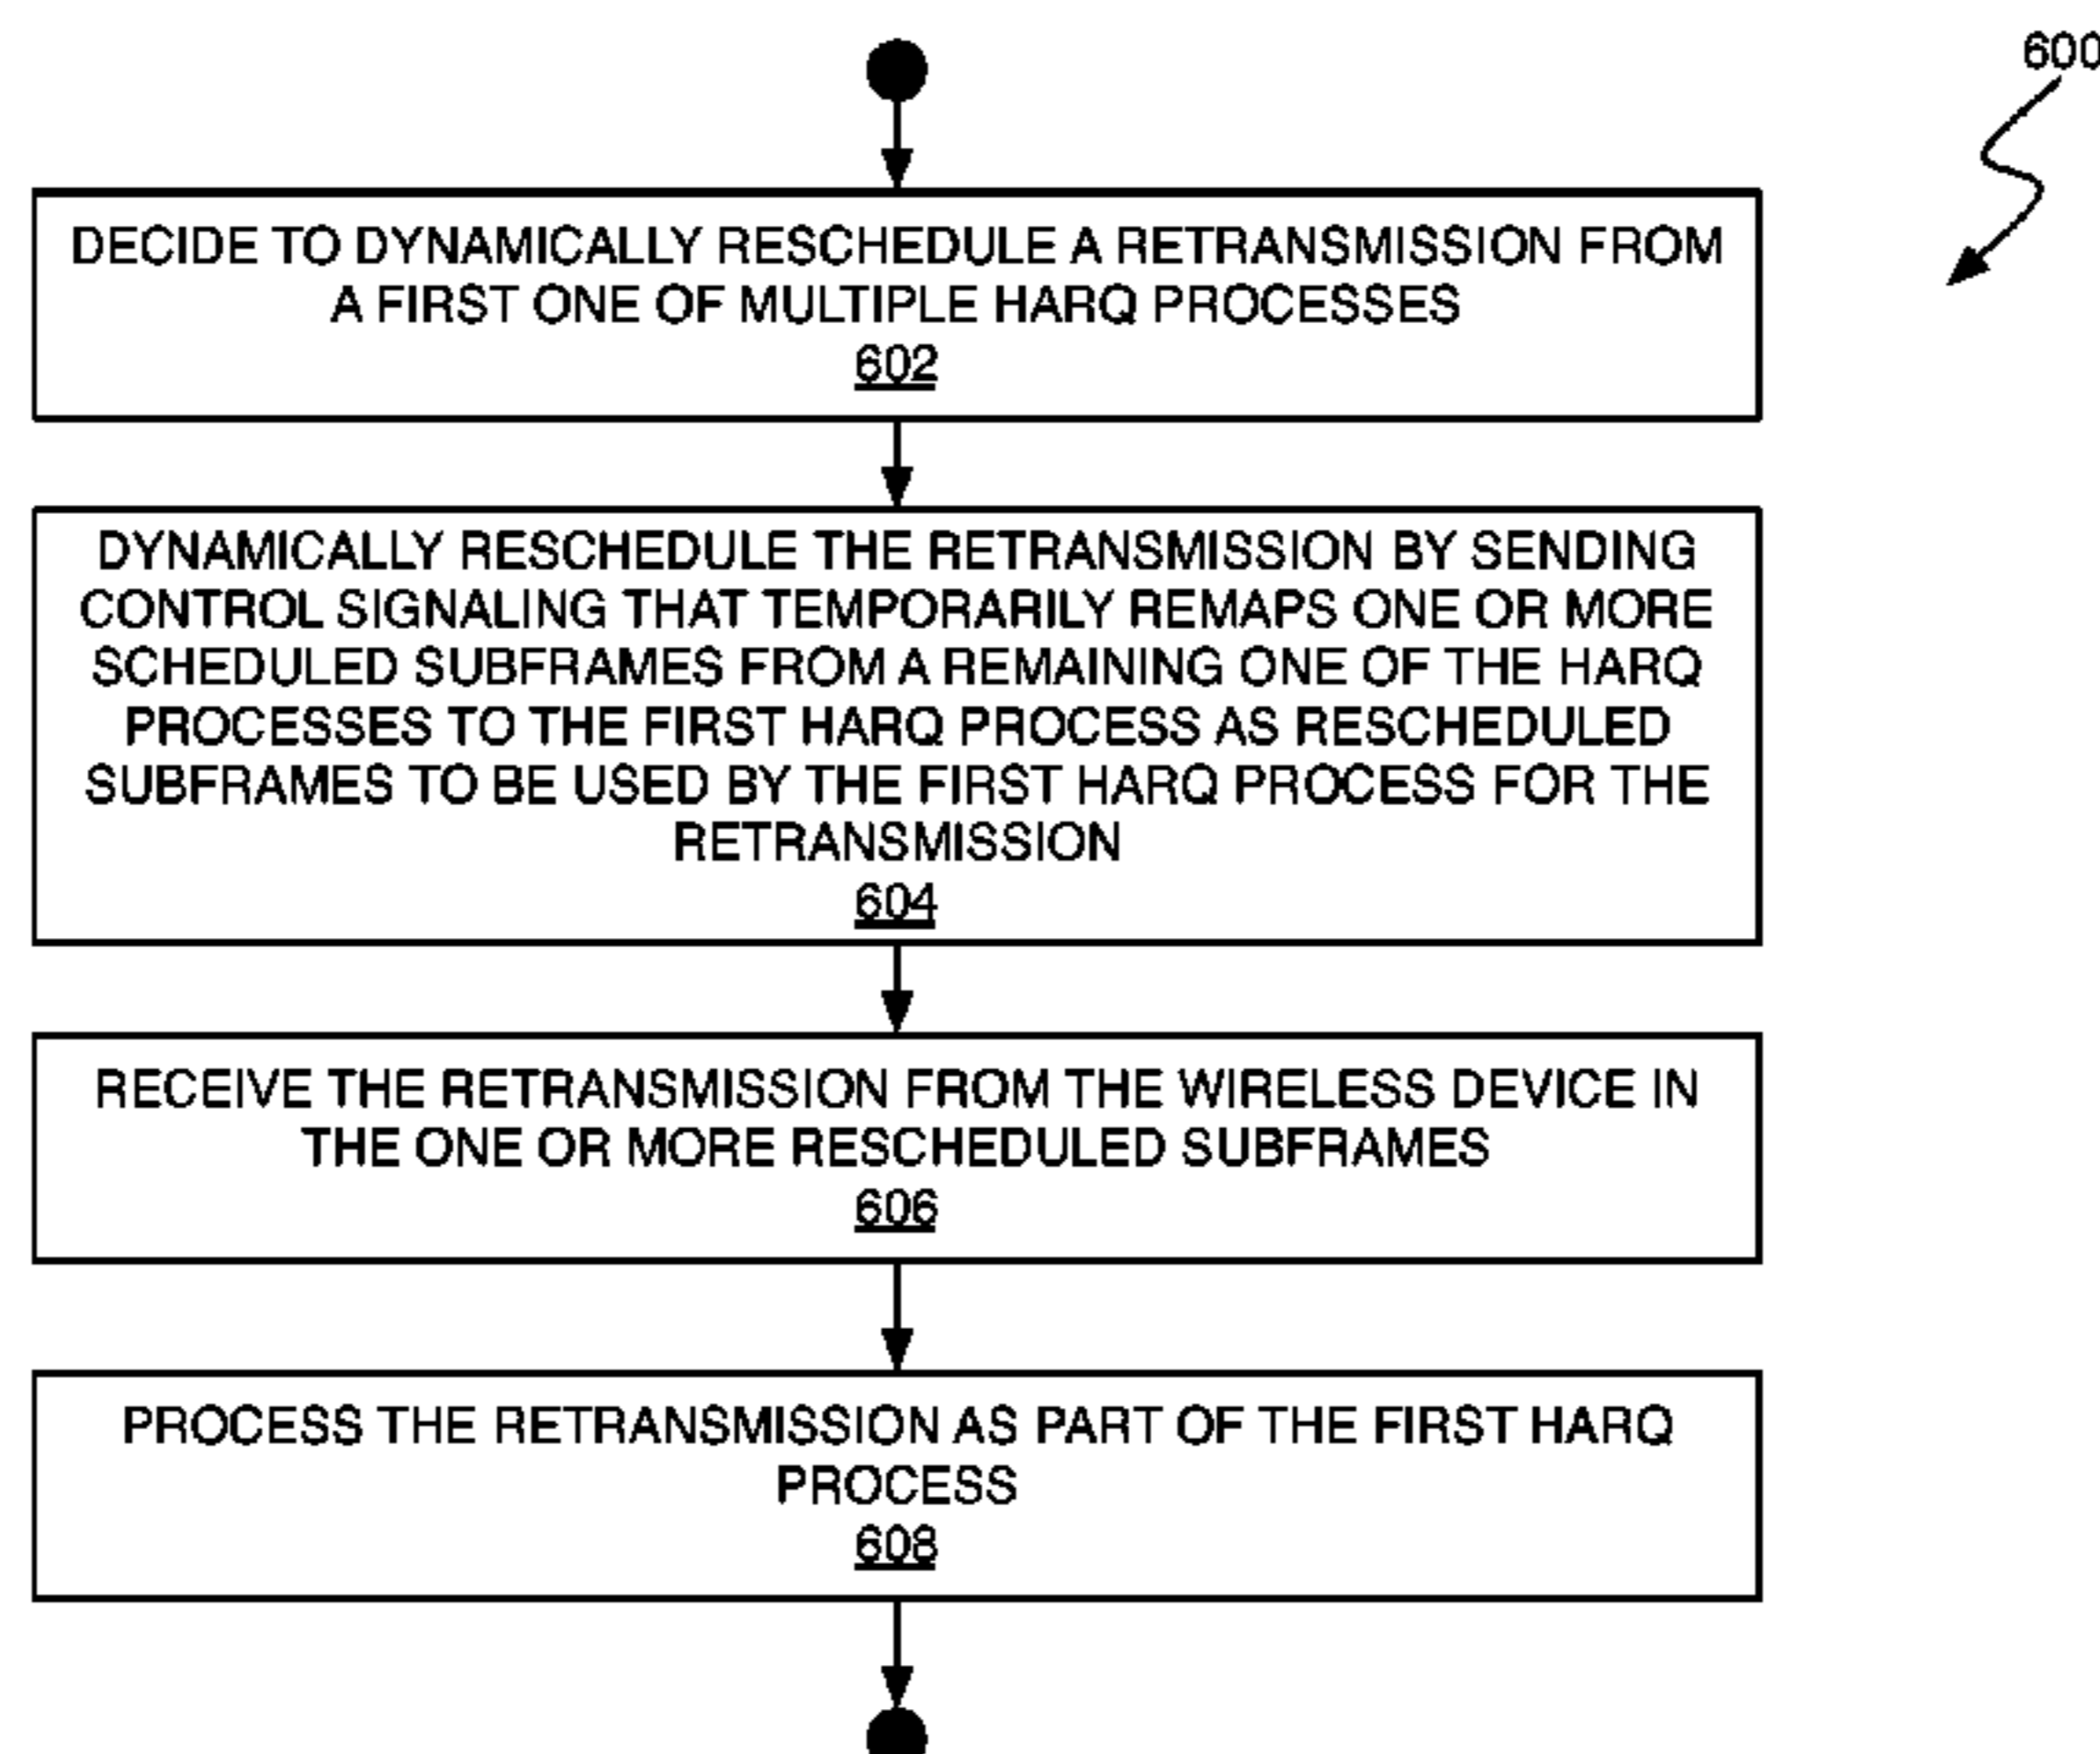 600
DECIDE TO DYNAMICALLY RESCHEDULE A RETRANSMISSION FROM
A FIRST ONE OF MULTIPLE HARQ PROCESSES
602
DYNAMICALLY RESCHEDULE THE RETRANSMISSION BY SENDING
CONTROL SIGNALING THAT TEMPORARILY REMAPS ONE OR MORE
SCHEDULED SUBFRAMES FROM A REMAINING ONE OF THE HARQ
PROCESSES TO THE FIRST HARQ PROCESS AS RESCHEDULED
SUBFRAMES TO BE USED BY THE FIRST HARQ PROCESS FOR THE
RETRANSMISSION
604
RECEIVE THE RETRANSMISSION FROM THE WIRELESS DEVICE IN
THE ONE OR MORE RESCHEDULED SUBFRAMES
606
PROCESS THE RETRANSMISSION AS PART OF THE FIRST HARQ
PROCESS
608